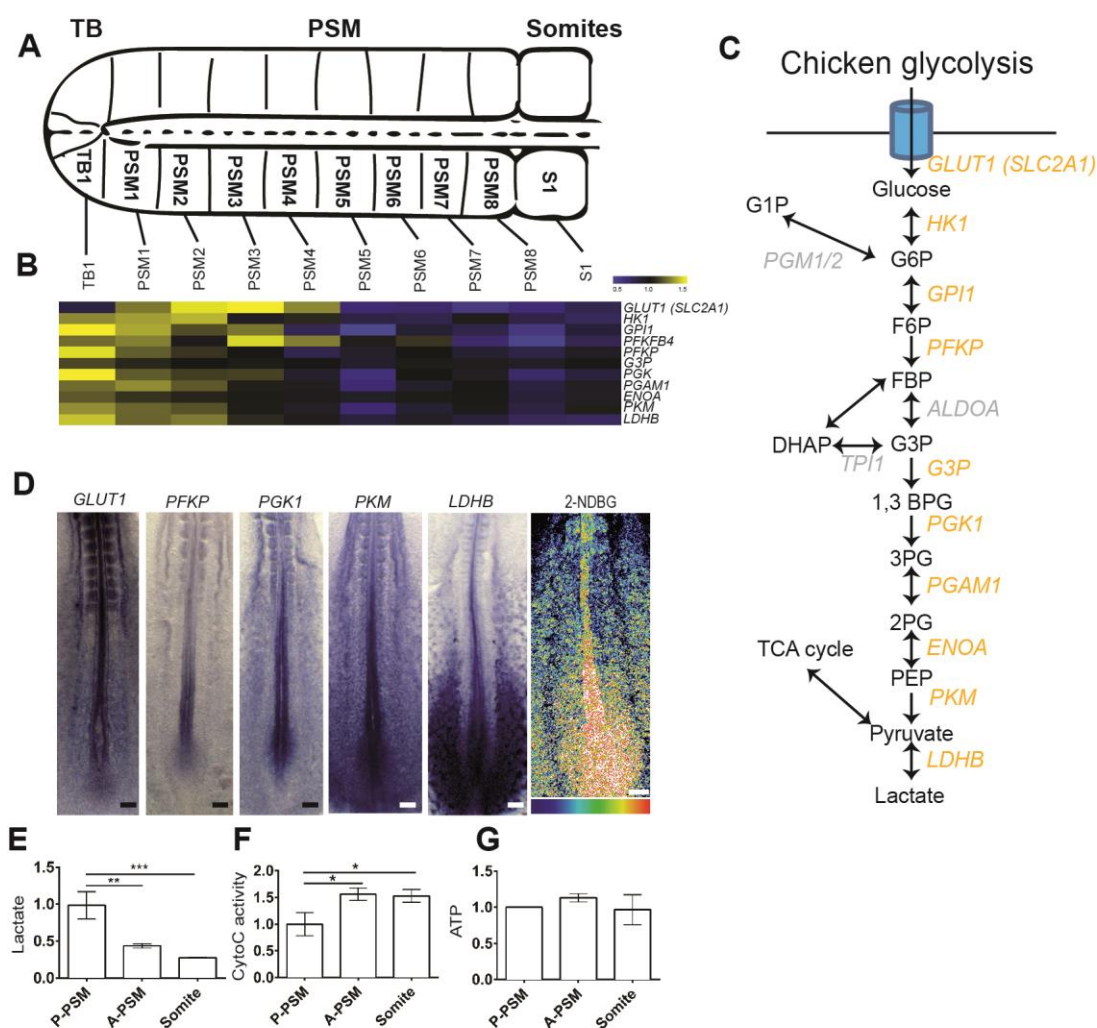 A
TB
PSM
Somites
TB1
PSM1
PSM2
PSM3
PSM4
PSM5
PSM6
PSM7
PSM8
S1
B
TB1
PSM1
PSM2
PSM3
PSM4
PSM5
PSM6
PSM7
PSM8
S1
0.5
1
1.5
GLUT1 (SLC2A1)
HK1
GPI1
PFKFB4
PFKP
G3P
PGK
PGAM1
ENOA
PKM
LDHB
C
Chicken glycolysis
GLUT1 (SLC2A1)
Glucose
G1P
HK1
PGM1/2
G6P
GPI1
F6P
PFKP
FBP
ALDOA
DHAP
G3P
TPI1
G3P
1,3 BPG
PGK1
3PG
PGAM1
2PG
TCA cycle
ENOA
PEP
PKM
Pyruvate
LDHB
Lactate
D
GLUT1
PFKP
PGK1
PKM
LDHB
2-NDBG
E
Lactate
1.5
1.0
0.5
0.0
***
**
P-PSM
A-PSM
Somite
F
CytoC activity
2.0
1.5
1.0
0.5
0.0
*
*
P-PSM
A-PSM
Somite
G
ATP
1.5
1.0
0.5
0.0
P-PSM
A-PSM
Somite